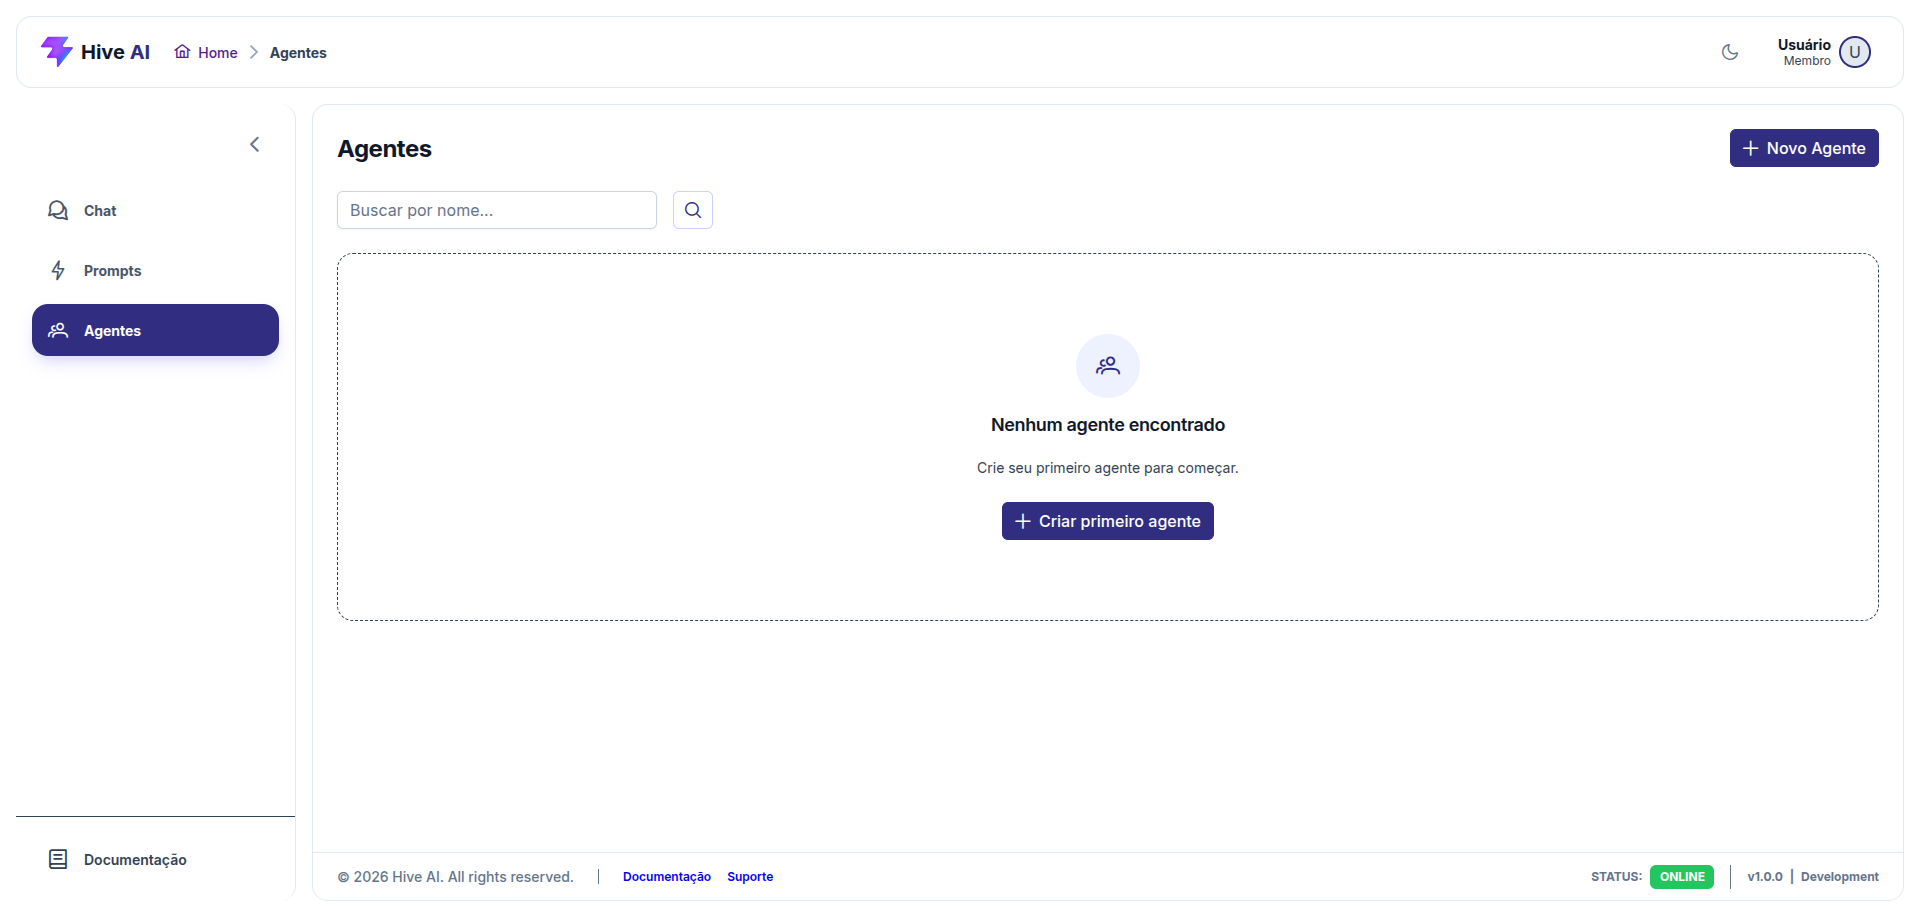 Hive AI
Home
Agentes
Usuário
Membro
U
Chat
Prompts
Agentes
Documentação
Agentes
Novo Agente
Buscar por nome...
Nenhum agente encontrado
Crie seu primeiro agente para começar.
Criar primeiro agente
© 2026 Hive AI. All rights reserved.
Documentação
Suporte
STATUS: ONLINE
v1.0.0 | Development